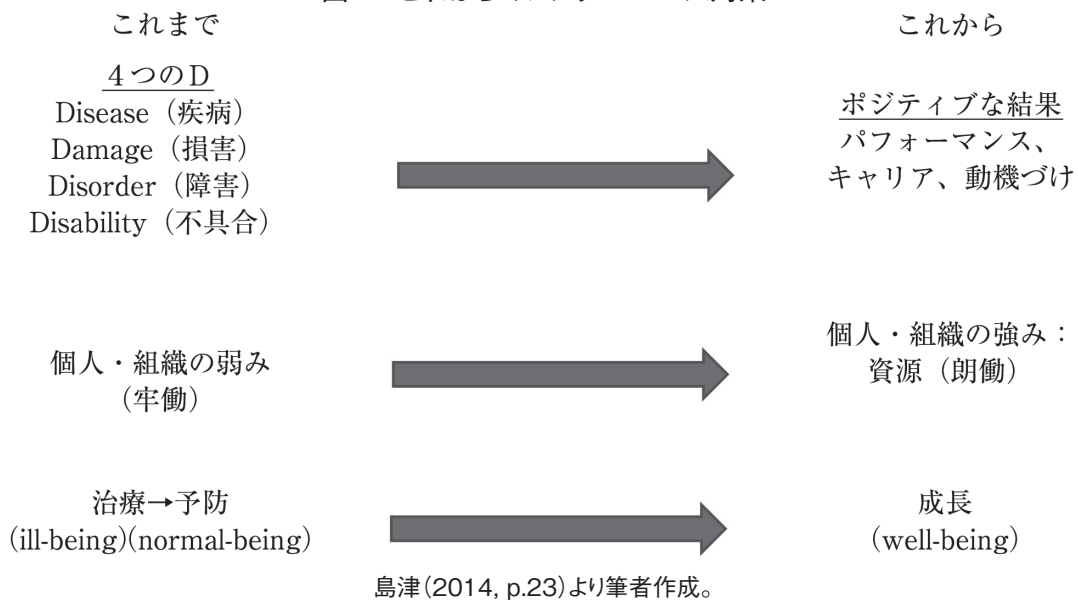 これまで
４つのD
Disease（疾病）
Damage（損害）
Disorder（障害）
Disability（不具合）
個人・組織の弱み
（牢働）
治療→予防
(ill-being)(normal-being)
これから
ポジティブな結果
パフォーマンス、
キャリア、動機づけ
個人・組織の強み：
資源（朗働）
成長
(well-being)
島津(2014, p.23)より筆者作成。